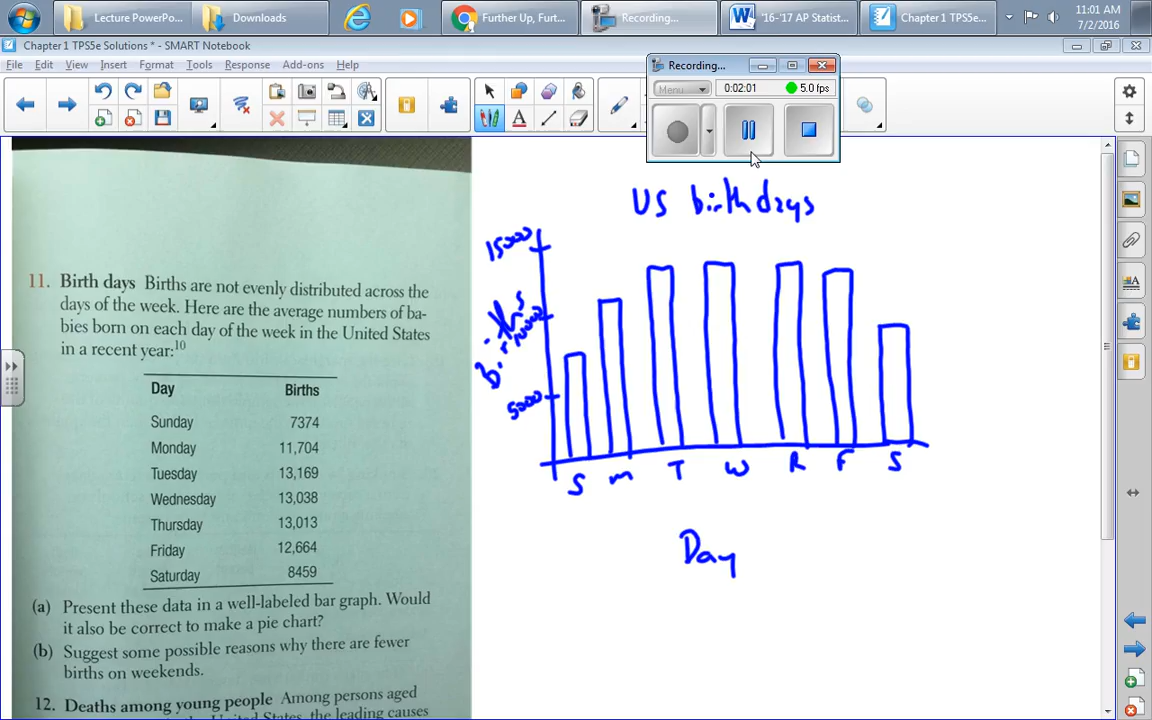 Lecture PowerPo...
Downloads
Further Up, Furt...
Recording...
'16-'17 AP Statist...
Chapter 1 TPS5e...
11:01 AM
7/2/2016
Chapter 1 TPS5e Solutions * - SMART Notebook
File Edit View Insert Format Tools Response Add-ons Help
Recording...
Menu
0:02:01
5.0 fps
11. Birth days Births are not evenly distributed across the
days of the week. Here are the average numbers of ba-
bies born on each day of the week in the United States
in a recent year:10
Day Births
Sunday 7374
Monday 11,704
Tuesday 13,169
Wednesday 13,038
Thursday 13,013
Friday 12,664
Saturday 8459
(a) Present these data in a well-labeled bar graph. Would
it also be correct to make a pie chart?
(b) Suggest some possible reasons why there are fewer
births on weekends.
12. Deaths among young people Among persons aged
United States, the leading causes
US birthdays
15000
10000
5000
births
S M T W R F S
Day